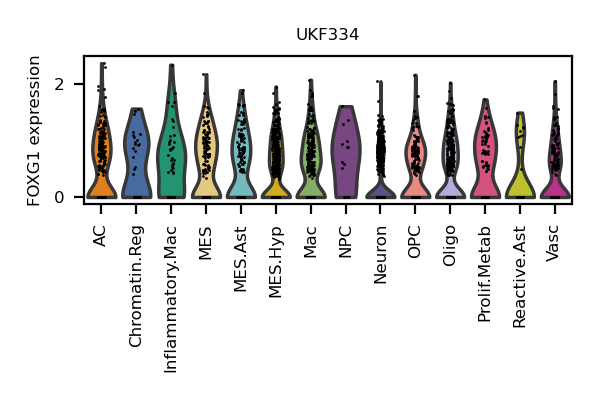 UKF334
FOXG1 expression
2
0
AC
Chromatin.Reg
Inflammatory.Mac
MES
MES.Ast
MES.Hyp
Mac
NPC
Neuron
OPC
Oligo
Prolif.Metab
Reactive.Ast
Vasc